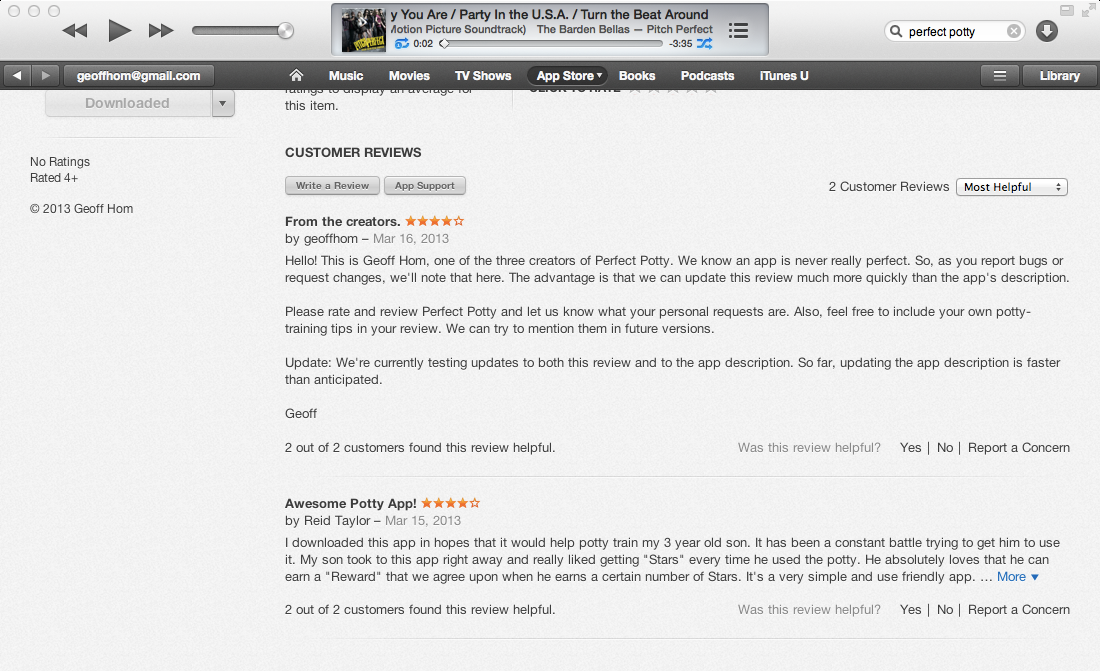 y You Are / Party In the U.S.A. / Turn the Beat Around
Motion Picture Soundtrack) The Barden Bellas — Pitch Perfect
0:02 -3:35
perfect potty
geoffhom@gmail.com Music Movies TV Shows App Store Books Podcasts iTunes U Library
Downloaded
ratings to display an average for
this item.
CLICK TO RATE
No Ratings
Rated 4+
© 2013 Geoff Hom
CUSTOMER REVIEWS
Write a Review App Support
2 Customer Reviews Most Helpful
From the creators.
by geoffhom – Mar 16, 2013
Hello! This is Geoff Hom, one of the three creators of Perfect Potty. We know an app is never really perfect. So, as you report bugs or
request changes, we'll note that here. The advantage is that we can update this review much more quickly than the app's description.
Please rate and review Perfect Potty and let us know what your personal requests are. Also, feel free to include your own potty-
training tips in your review. We can try to mention them in future versions.
Update: We're currently testing updates to both this review and to the app description. So far, updating the app description is faster
than anticipated.
Geoff
2 out of 2 customers found this review helpful. Was this review helpful? Yes | No | Report a Concern
Awesome Potty App!
by Reid Taylor – Mar 15, 2013
I downloaded this app in hopes that it would help potty train my 3 year old son. It has been a constant battle trying to get him to use
it. My son took to this app right away and really liked getting "Stars" every time he used the potty. He absolutely loves that he can
earn a "Reward" that we agree upon when he earns a certain number of Stars. It's a very simple and use friendly app. ... More
2 out of 2 customers found this review helpful. Was this review helpful? Yes | No | Report a Concern